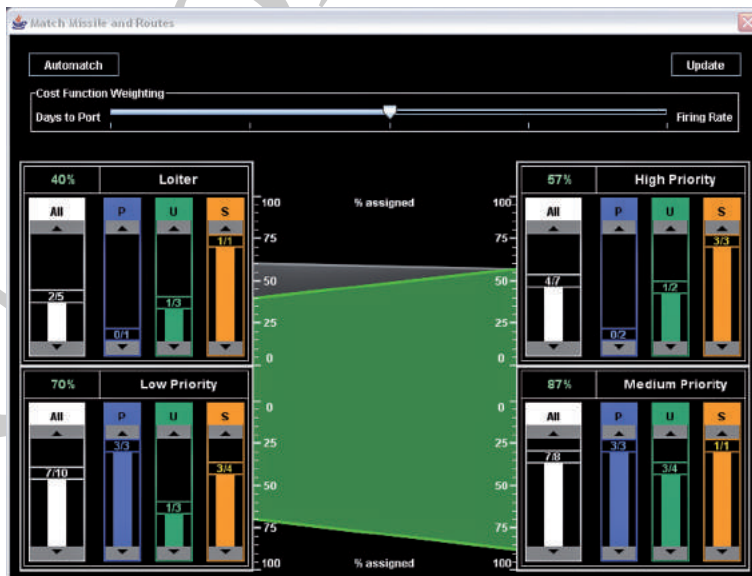 Match Missile and Routes
Automatch
Update
Cost Function Weighting
Days to Port
Firing Rate
40% Loiter
All P U S
2/5 0/1 1/3 1/1
100 % assigned 100
75 75
50 50
25 25
0 0
57% High Priority
All P U S
4/7 0/2 1/2 3/3
70% Low Priority
All P U S
7/10 3/3 1/3 3/4
0 0
25 25
50 50
75 75
100 % assigned 100
87% Medium Priority
All P U S
7/8 3/3 3/4 1/1